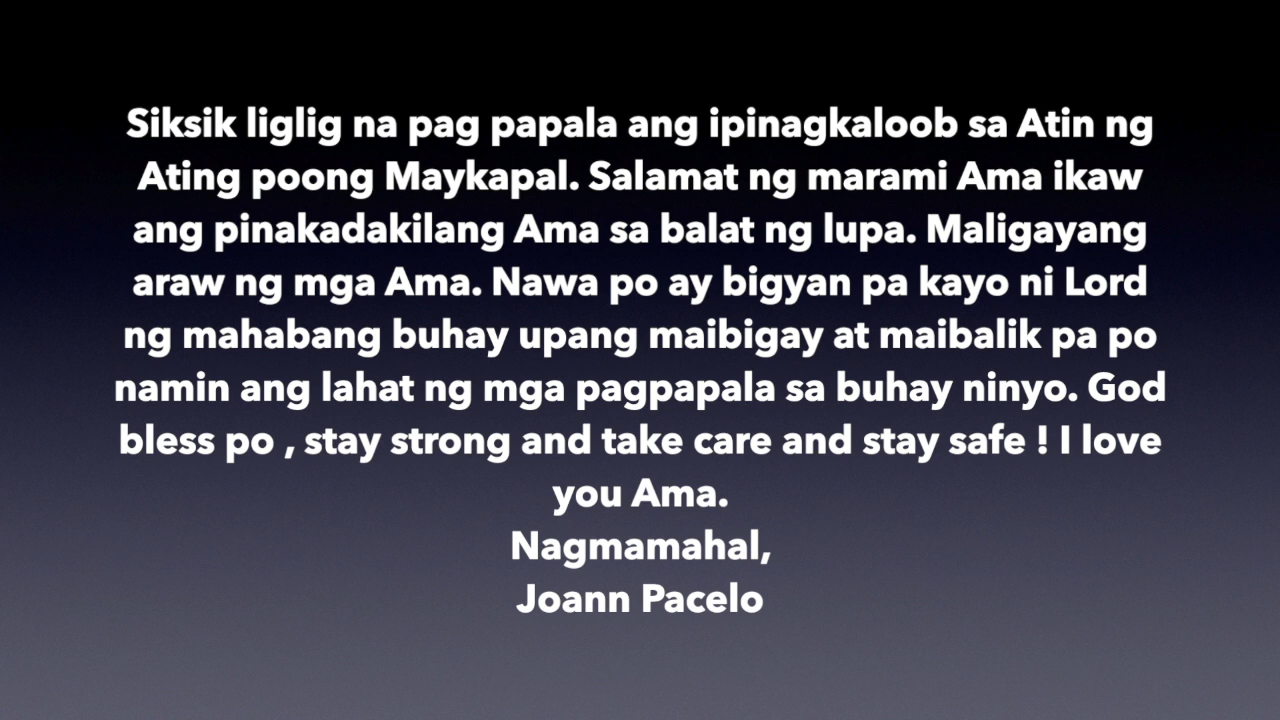 Siksik liglig na pag papala ang ipinagkaloob sa Atin ng
Ating poong Maykapal. Salamat ng marami Ama ikaw
ang pinakadakilang Ama sa balat ng lupa. Maligayang
araw ng mga Ama. Nawa po ay bigyan pa kayo ni Lord
ng mahabang buhay upang maibigay at maibalik pa po
namin ang lahat ng mga pagpapala sa buhay ninyo. God
bless po , stay strong and take care and stay safe ! I love
you Ama.
Nagmamahal,
Joann Pacelo